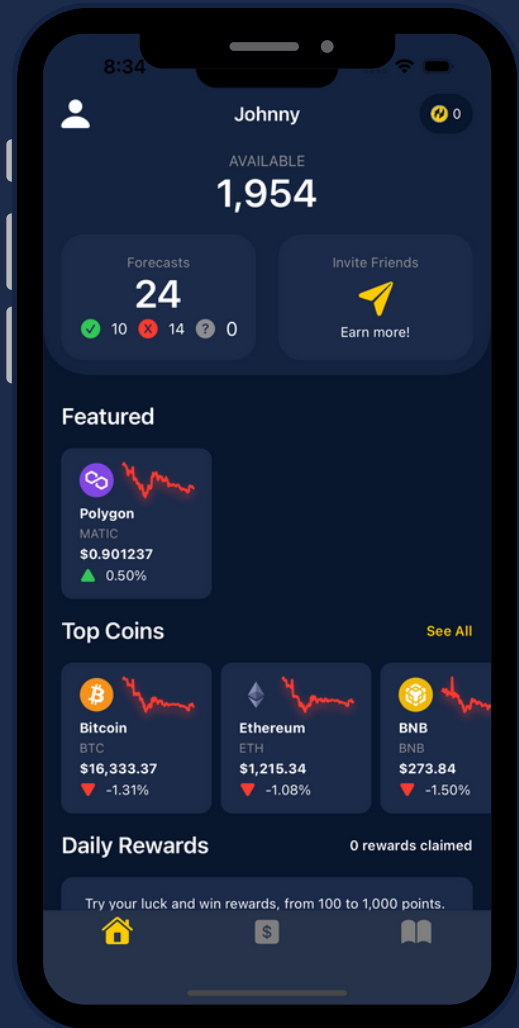 8:34
Johnny
0
AVAILABLE
1,954
Forecasts
24
10 14 ? 0
Invite Friends
Earn more!
Featured
Polygon
MATIC
$0.901237
0.50%
Top Coins
See All
Bitcoin
BTC
$16,333.37
-1.31%
Ethereum
ETH
$1,215.34
-1.08%
BNB
BNB
$273.84
-1.50%
Daily Rewards
0 rewards claimed
Try your luck and win rewards, from 100 to 1,000 points.
$